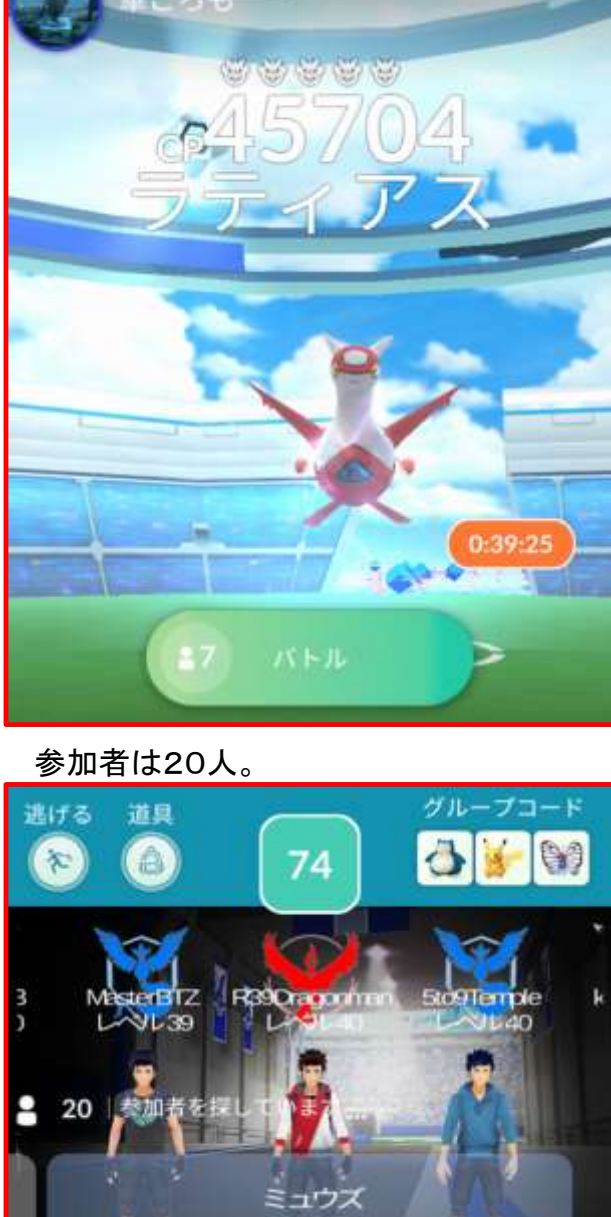 CP45704
ラティアス
0:39:25
7 バトル
参加者は20人。
逃げる 道具 グループコード
74
MasterBTZ R39Dragonman 5to9Temple
レベル39 レベル40 レベル40
20 参加者を探しています
ミュウズ